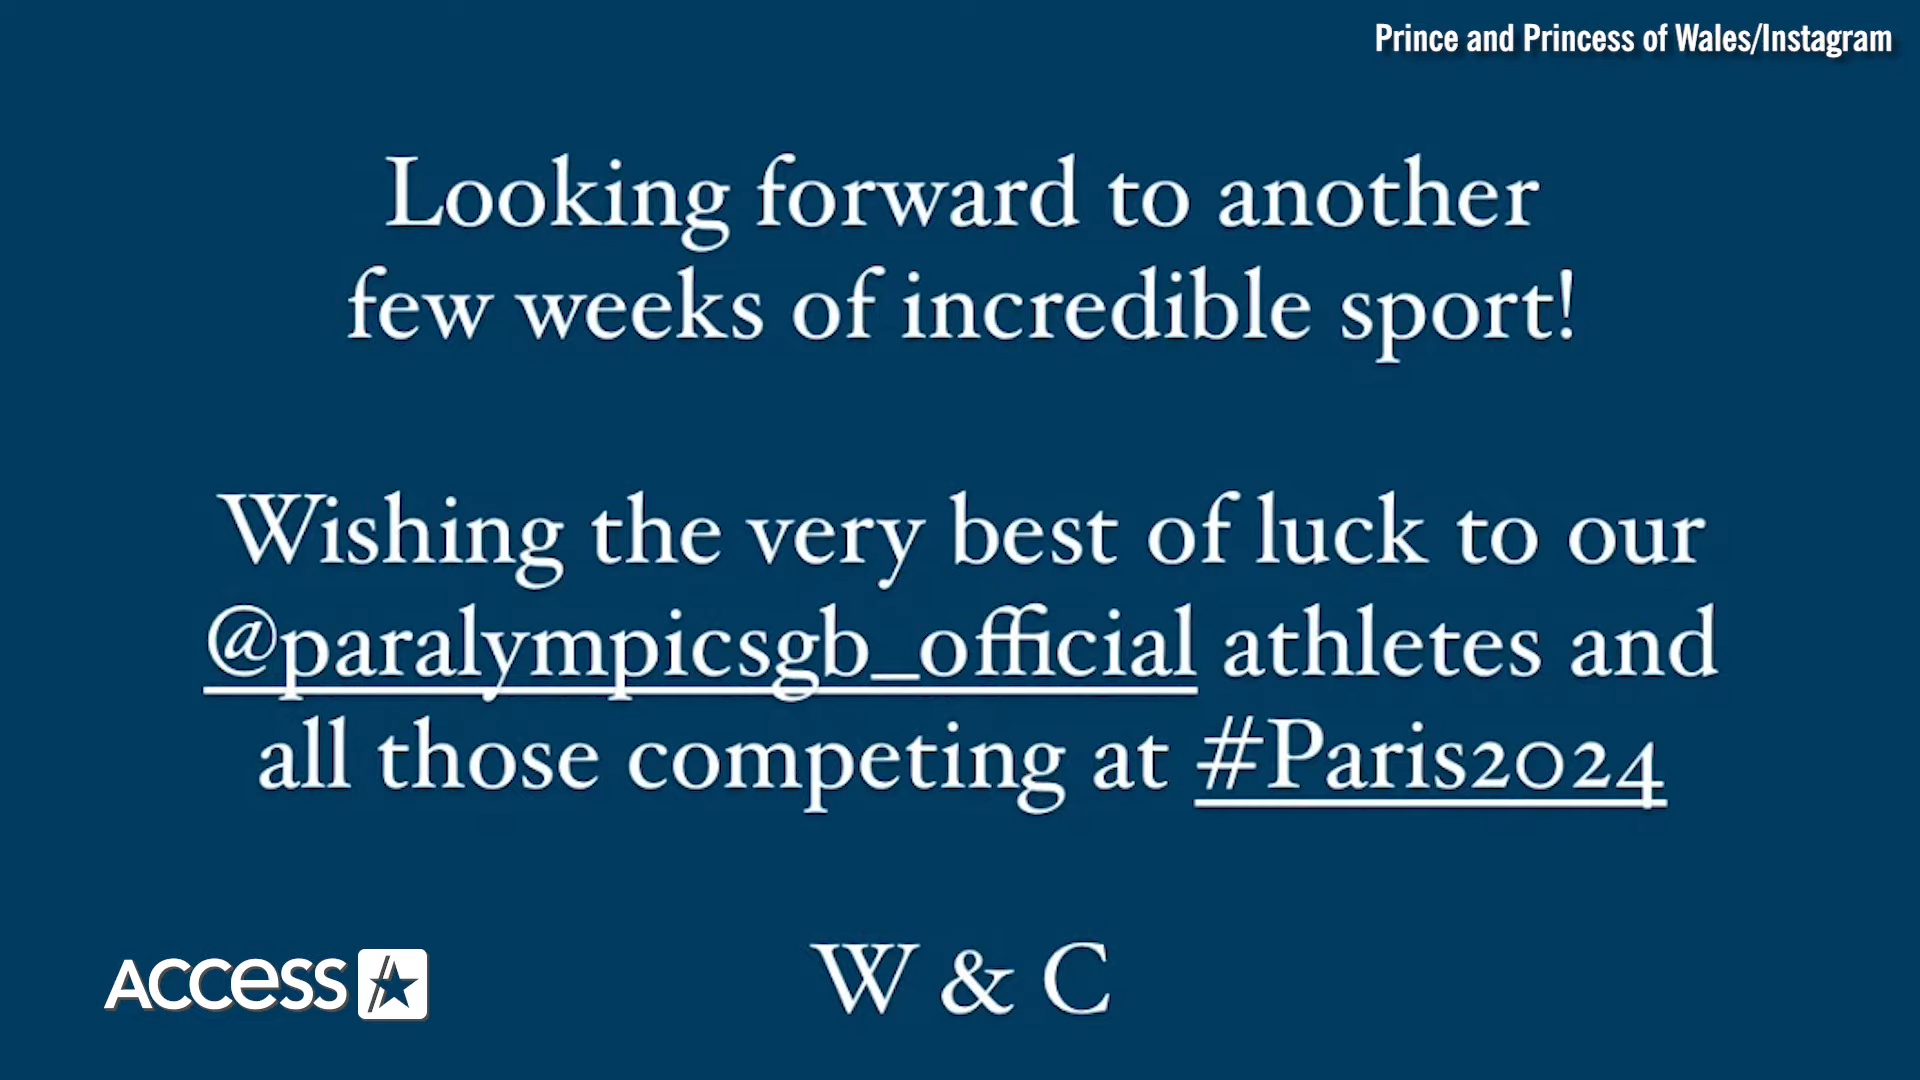 Prince and Princess of Wales/Instagram
Looking forward to another
few weeks of incredible sport!
Wishing the very best of luck to our
@paralympicsgb_official athletes and
all those competing at #Paris2024
W & C
ACCESS